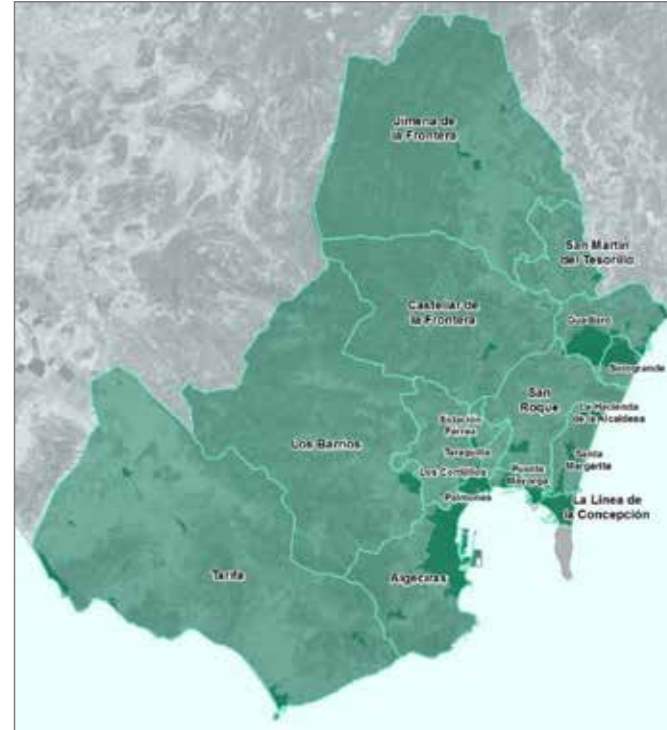 Jimena de
la Frontera
San Martín
del Tesorillo
Castellar de
la Frontera
Guadiaro
Sotogrande
San
Roque
La Hacienda
de la Alcaidesa
Estación
Férrea
Los Barrios
Taraguilla
Santa
Margarita
Los Cortijillos
Puente
Mayorga
Palmones
La Línea de
la Concepción
Tarifa
Algeciras